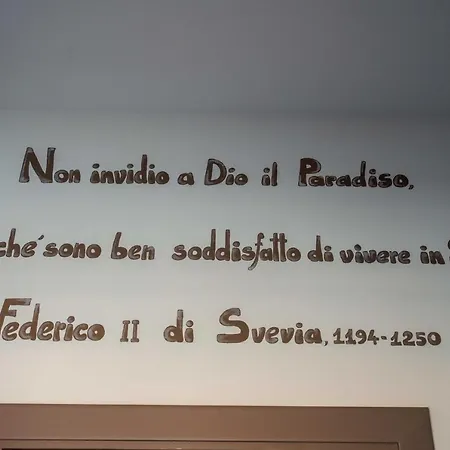 Non invidio a Dio il Paradiso,
ché sono ben soddisfatto di vivere in
Federico II di Svevia, 1194-1250